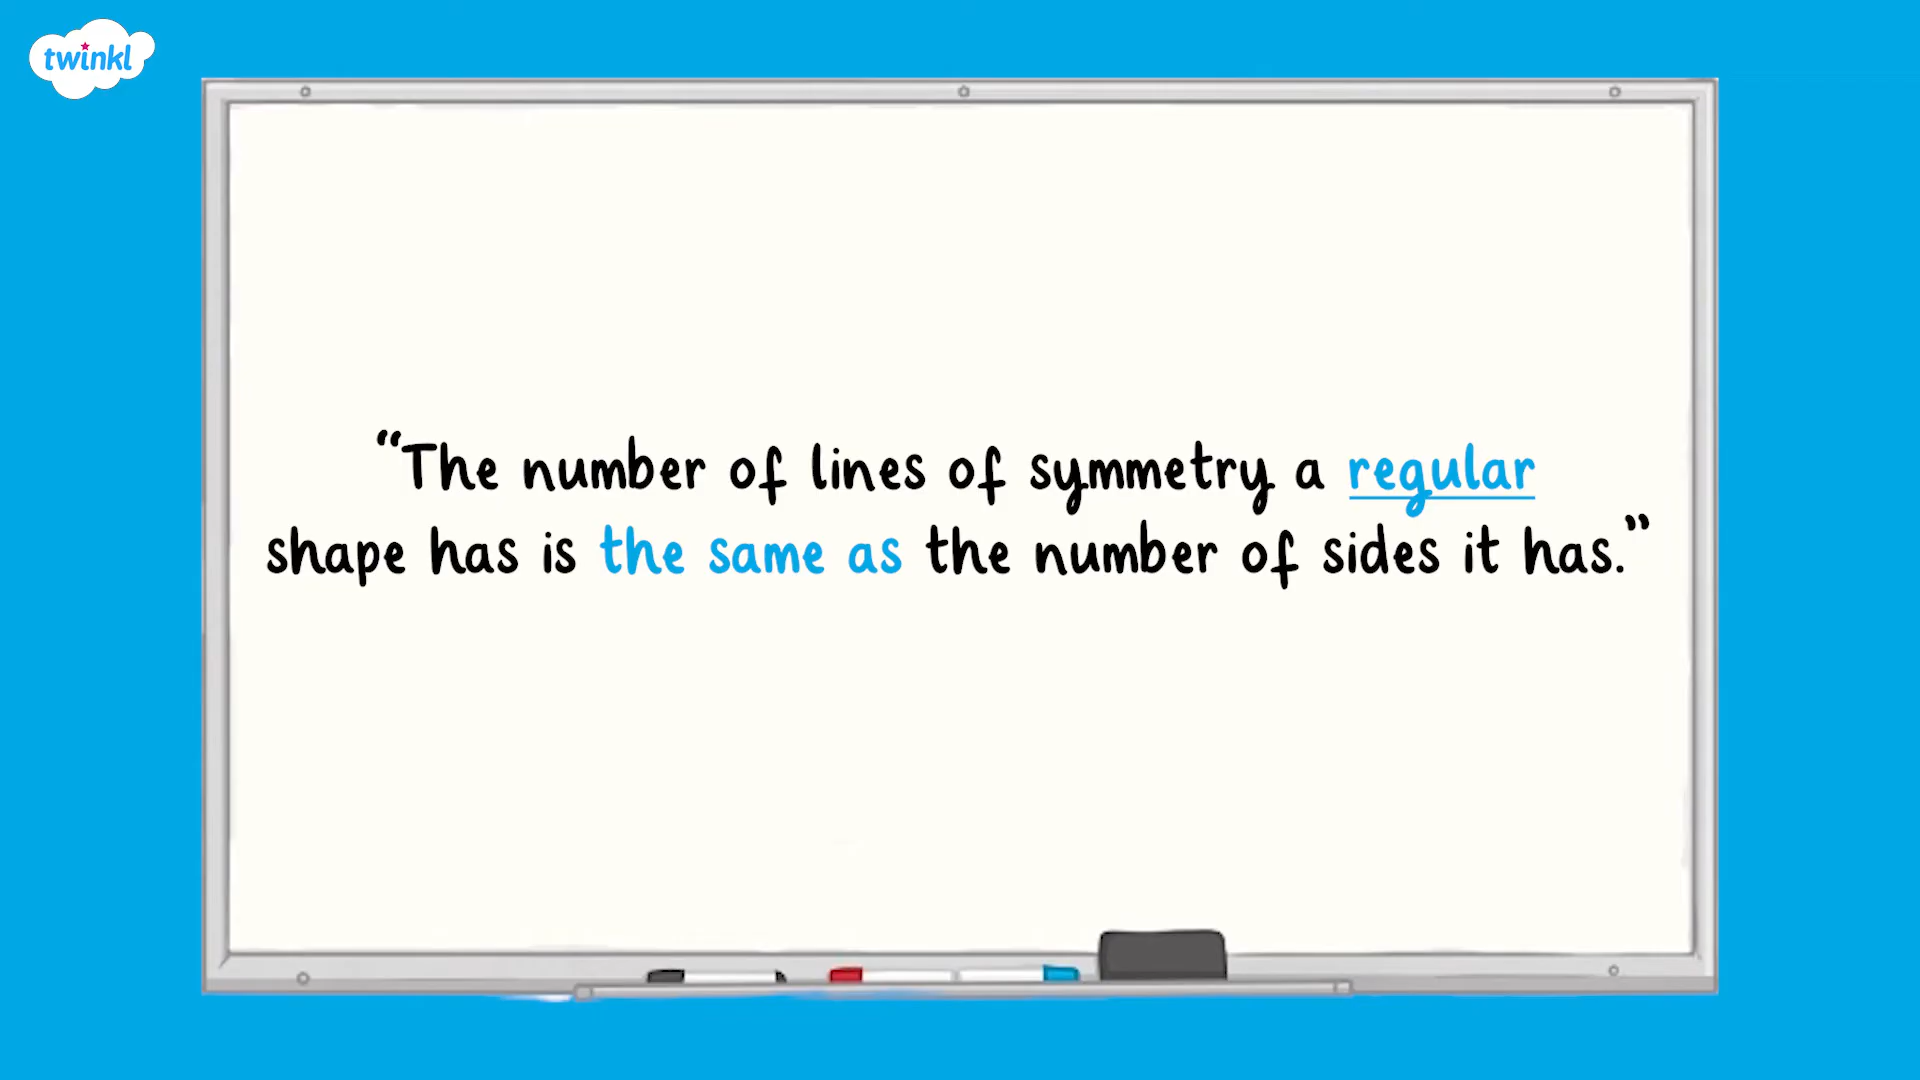 twinkl
“The number of lines of symmetry a regular
shape has is the same as the number of sides it has.”